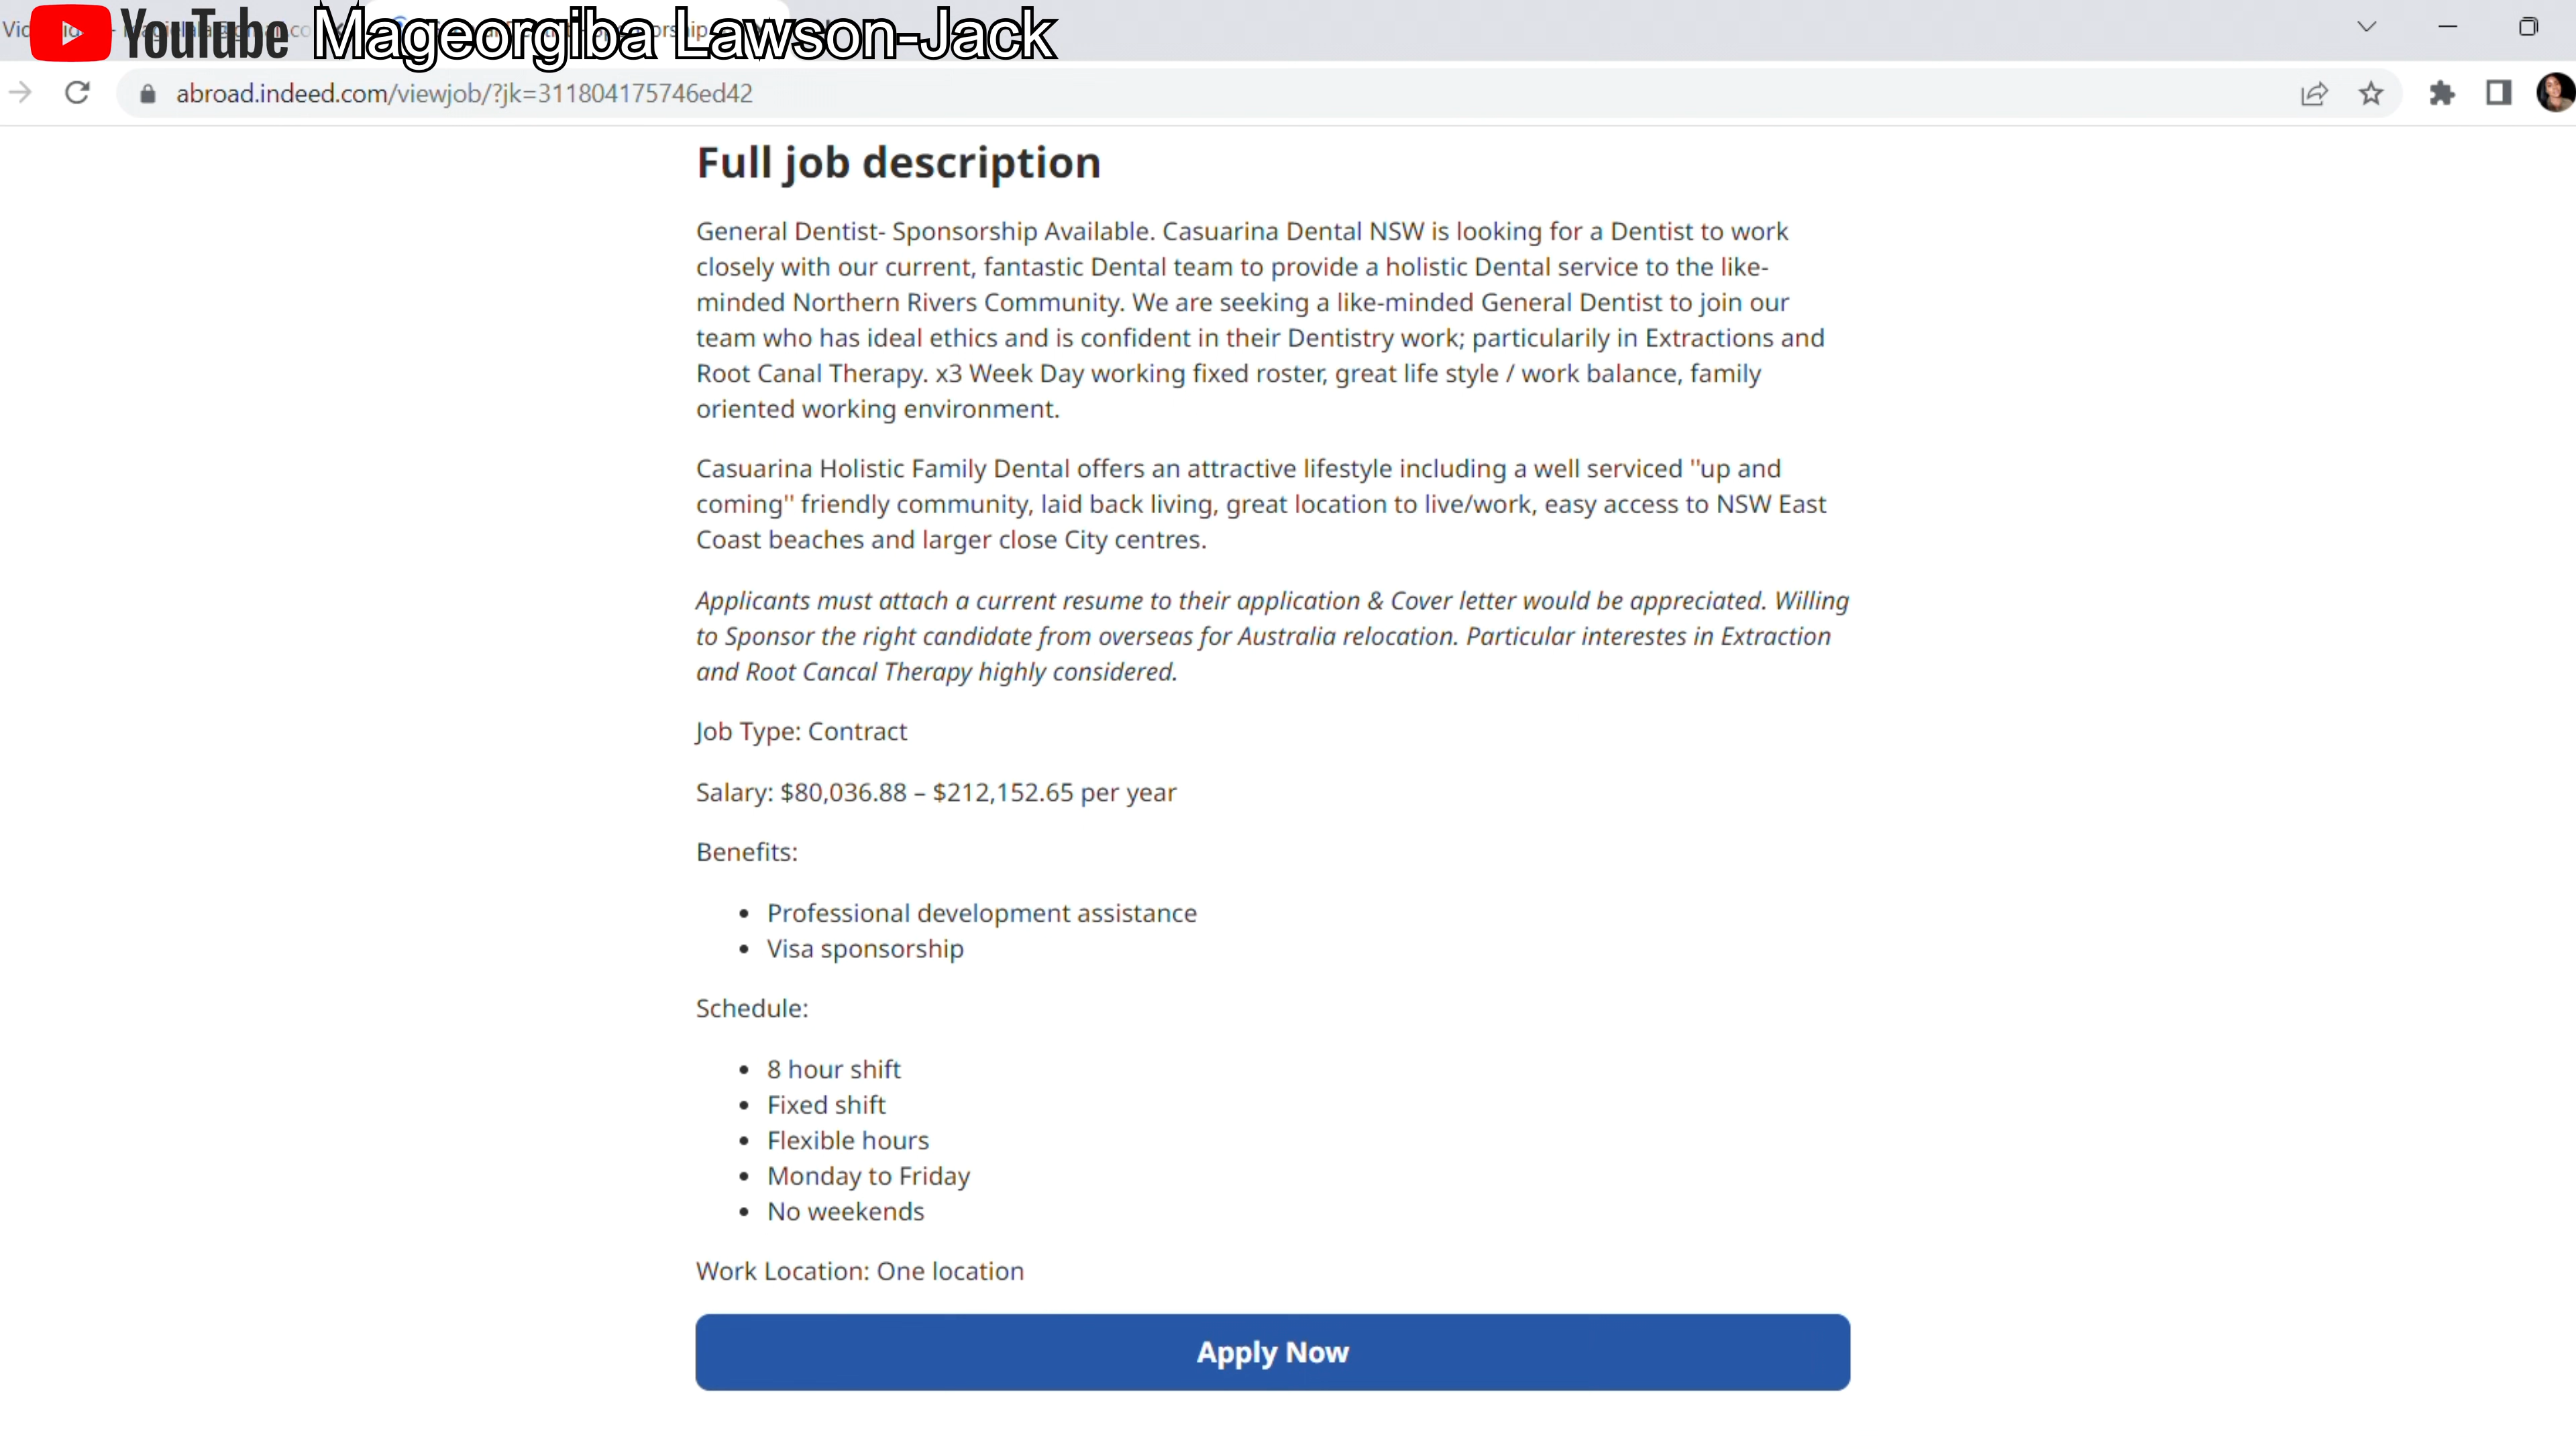 YouTube Mageorgiba Lawson-Jack
abroad.indeed.com/viewjob/?jk=311804175746ed42
Full job description
General Dentist- Sponsorship Available. Casuarina Dental NSW is looking for a Dentist to work
closely with our current, fantastic Dental team to provide a holistic Dental service to the like-
minded Northern Rivers Community. We are seeking a like-minded General Dentist to join our
team who has ideal ethics and is confident in their Dentistry work; particularily in Extractions and
Root Canal Therapy. x3 Week Day working fixed roster, great life style / work balance, family
oriented working environment.
Casuarina Holistic Family Dental offers an attractive lifestyle including a well serviced "up and
coming" friendly community, laid back living, great location to live/work, easy access to NSW East
Coast beaches and larger close City centres.
Applicants must attach a current resume to their application & Cover letter would be appreciated. Willing
to Sponsor the right candidate from overseas for Australia relocation. Particular interestes in Extraction
and Root Cancal Therapy highly considered.
Job Type: Contract
Salary: $80,036.88 – $212,152.65 per year
Benefits:
• Professional development assistance
• Visa sponsorship
Schedule:
• 8 hour shift
• Fixed shift
• Flexible hours
• Monday to Friday
• No weekends
Work Location: One location
Apply Now